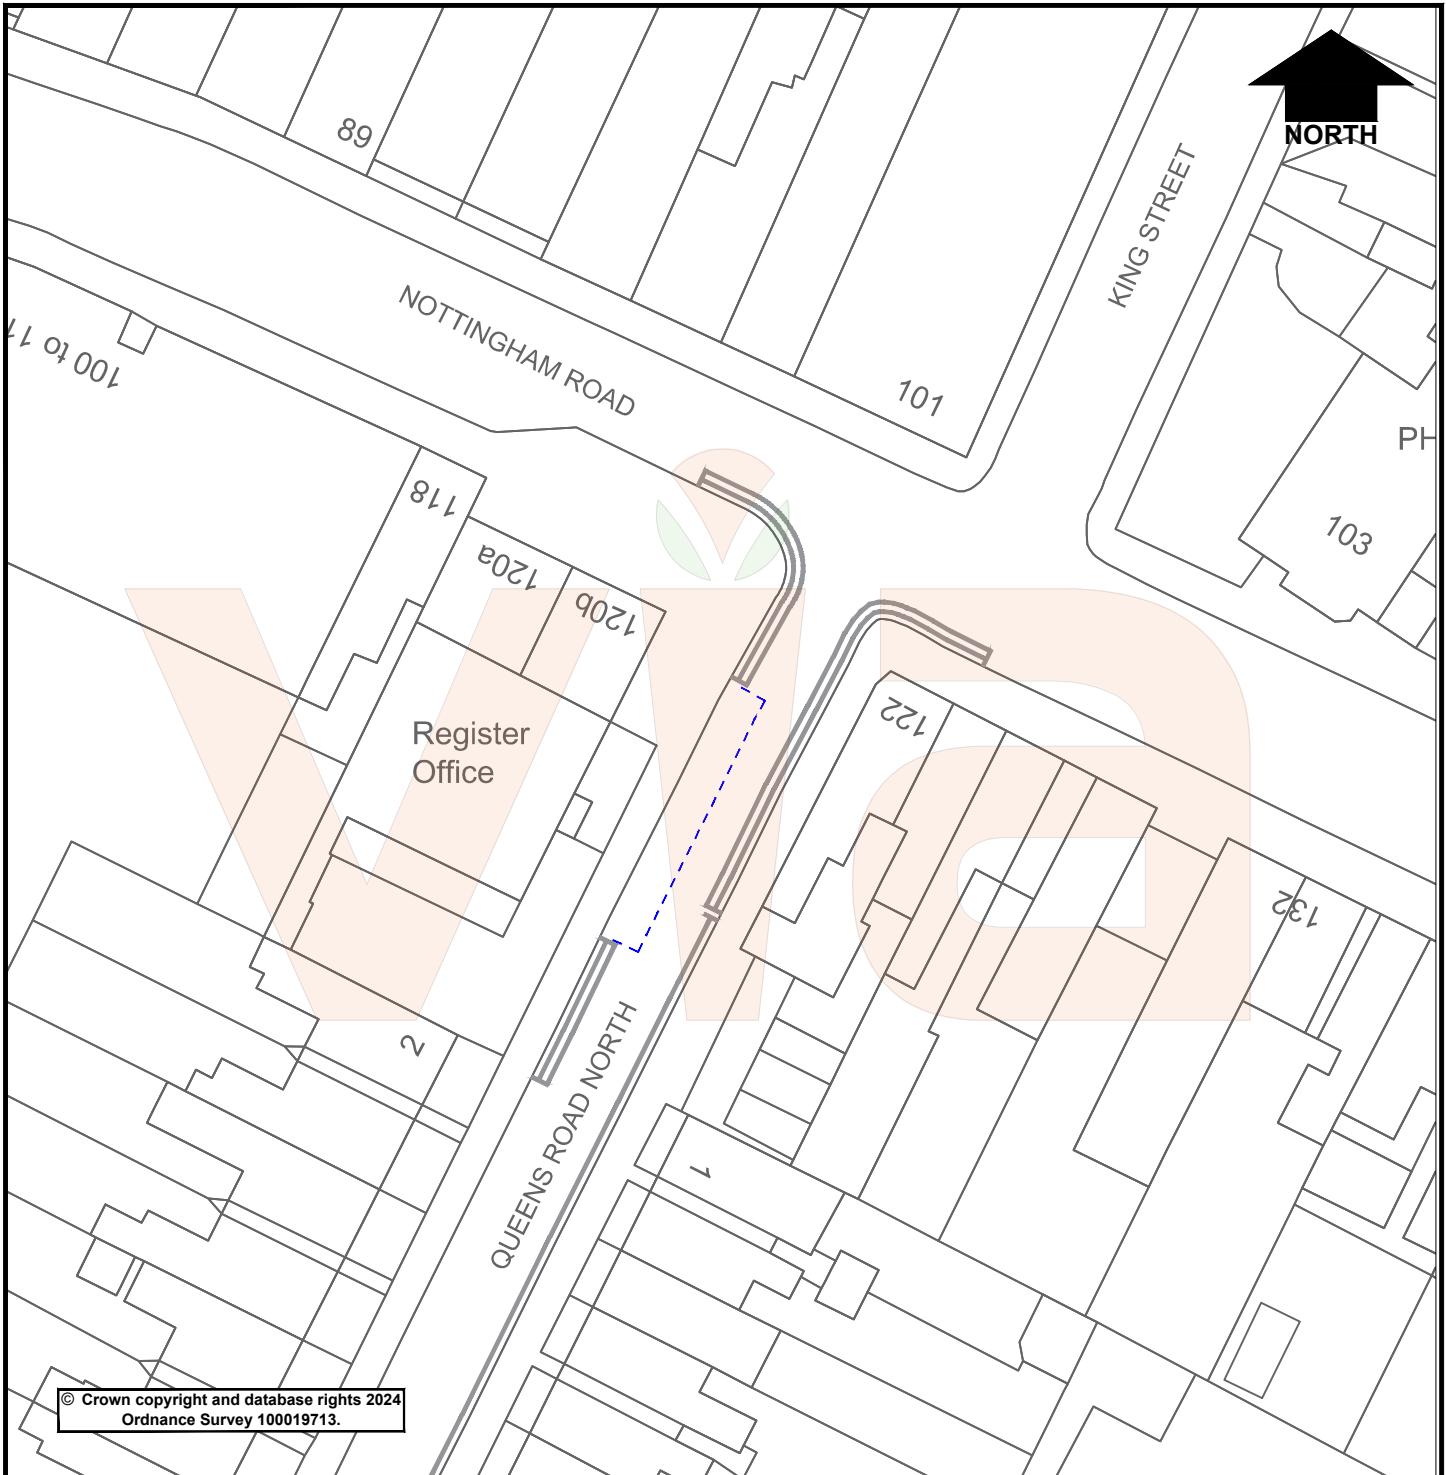 NORTH
89
KING STREET
NOTTINGHAM ROAD
100 to 11
101
PH
118
103
120a
120b
Register
Office
122
132
2
QUEENS ROAD NORTH
1
via
© Crown copyright and database rights 2024
Ordnance Survey 100019713.